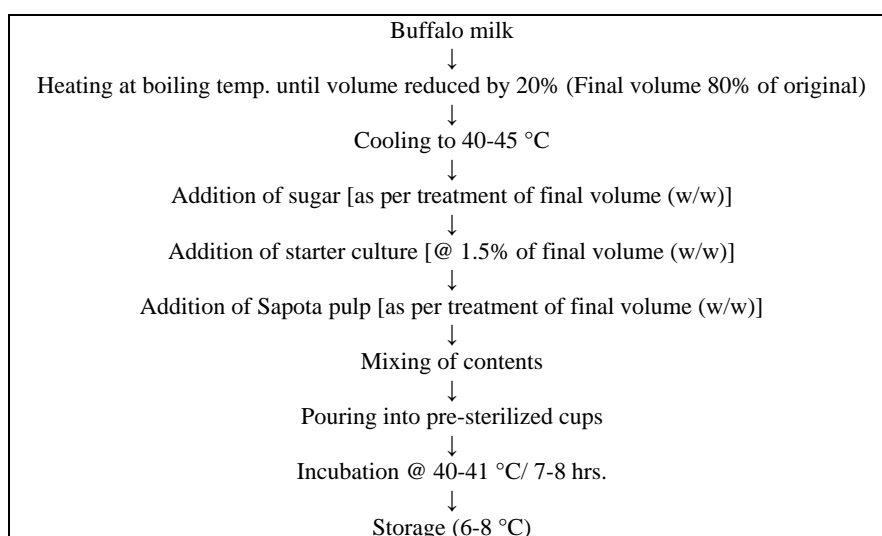 Buffalo milk
↓
Heating at boiling temp. until volume reduced by 20% (Final volume 80% of original)
↓
Cooling to 40-45 °C
↓
Addition of sugar [as per treatment of final volume (w/w)]
↓
Addition of starter culture [@ 1.5% of final volume (w/w)]
↓
Addition of Sapota pulp [as per treatment of final volume (w/w)]
↓
Mixing of contents
↓
Pouring into pre-sterilized cups
↓
Incubation @ 40-41 °C/ 7-8 hrs.
↓
Storage (6-8 °C)